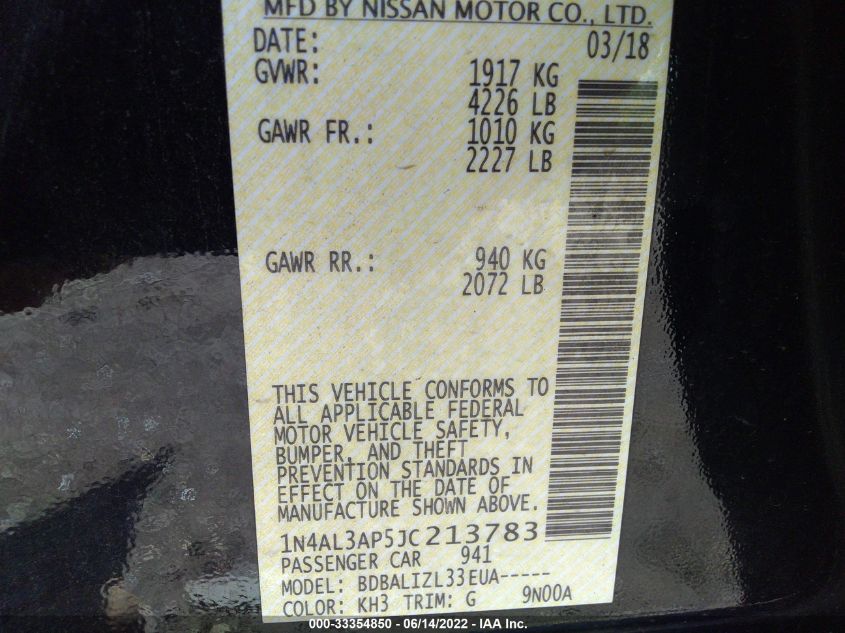 MFD BY NISSAN MOTOR CO., LTD.
DATE: 03/18
GVWR: 1917 KG
4226 LB
GAWR FR.: 1010 KG
2227 LB
GAWR RR.: 940 KG
2072 LB
THIS VEHICLE CONFORMS TO
ALL APPLICABLE FEDERAL
MOTOR VEHICLE SAFETY,
BUMPER, AND THEFT
PREVENTION STANDARDS IN
EFFECT ON THE DATE OF
MANUFACTURE SHOWN ABOVE.
1N4AL3AP5JC213783
PASSENGER CAR 941
MODEL: BDBALIZL33EUA-----
COLOR: KH3 TRIM: G 9N00A
000-33354850 - 06/14/2022 - IAA Inc.